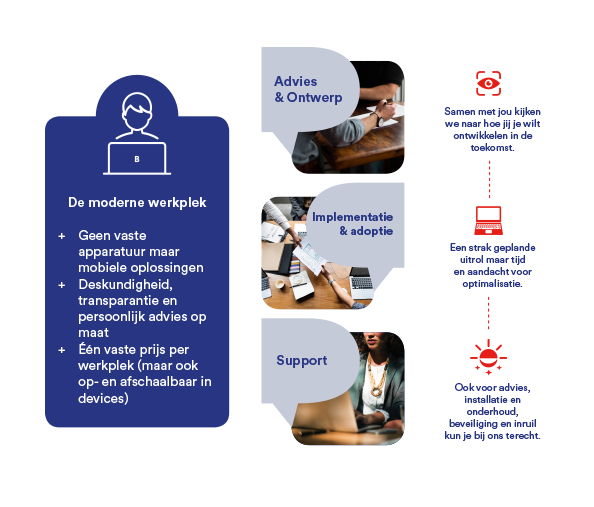 B
De moderne werkplek
+ Geen vaste
apparatuur maar
mobiele oplossingen
+ Deskundigheid,
transparantie en
persoonlijk advies op
maat
+ Één vaste prijs per
werkplek (maar ook
op- en afschaalbaar in
devices)
Advies
& Ontwerp
Samen met jou kijken
we naar hoe jij je wilt
ontwikkelen in de
toekomst.
Implementatie
& adoptie
Een strak geplande
uitrol maar tijd
en aandacht voor
optimalisatie.
Support
Ook voor advies,
installatie en
onderhoud,
beveiliging en inruil
kun je bij ons terecht.